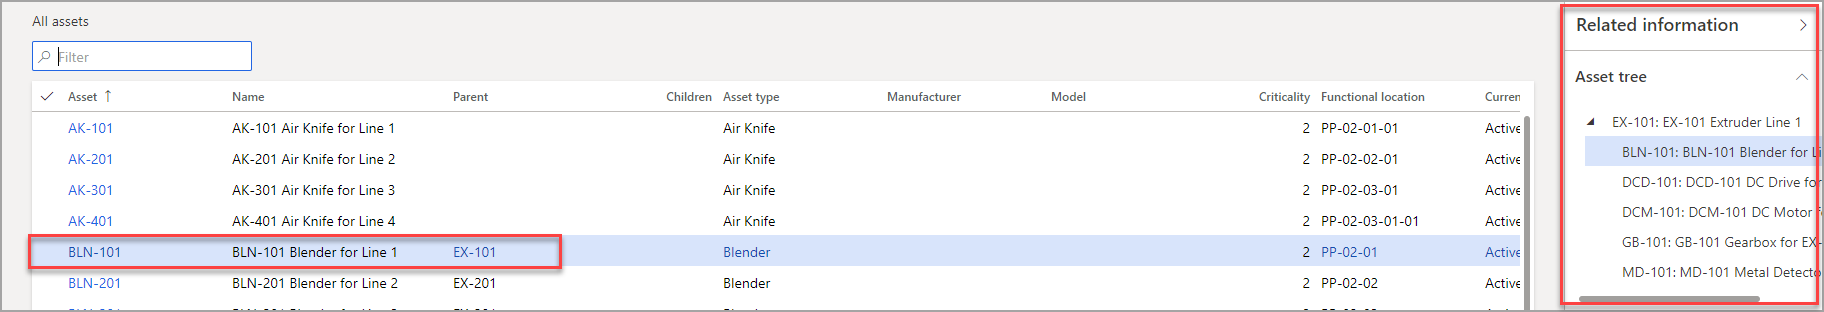 All assets
Filter
Asset ↑ Name Parent Children Asset type Manufacturer Model Criticality Functional location Curren
AK-101 AK-101 Air Knife for Line 1 Air Knife 2 PP-02-01-01 Active
AK-201 AK-201 Air Knife for Line 2 Air Knife 2 PP-02-02-01 Active
AK-301 AK-301 Air Knife for Line 3 Air Knife 2 PP-02-03-01 Active
AK-401 AK-401 Air Knife for Line 4 Air Knife 2 PP-02-03-01-01 Active
BLN-101 BLN-101 Blender for Line 1 EX-101 Blender 2 PP-02-01 Active
BLN-201 BLN-201 Blender for Line 2 EX-201 Blender 2 PP-02-02 Active
Related information
Asset tree
EX-101: EX-101 Extruder Line 1
BLN-101: BLN-101 Blender for Li
DCD-101: DCD-101 DC Drive for
DCM-101: DCM-101 DC Motor f
GB-101: GB-101 Gearbox for EX-
MD-101: MD-101 Metal Detecto